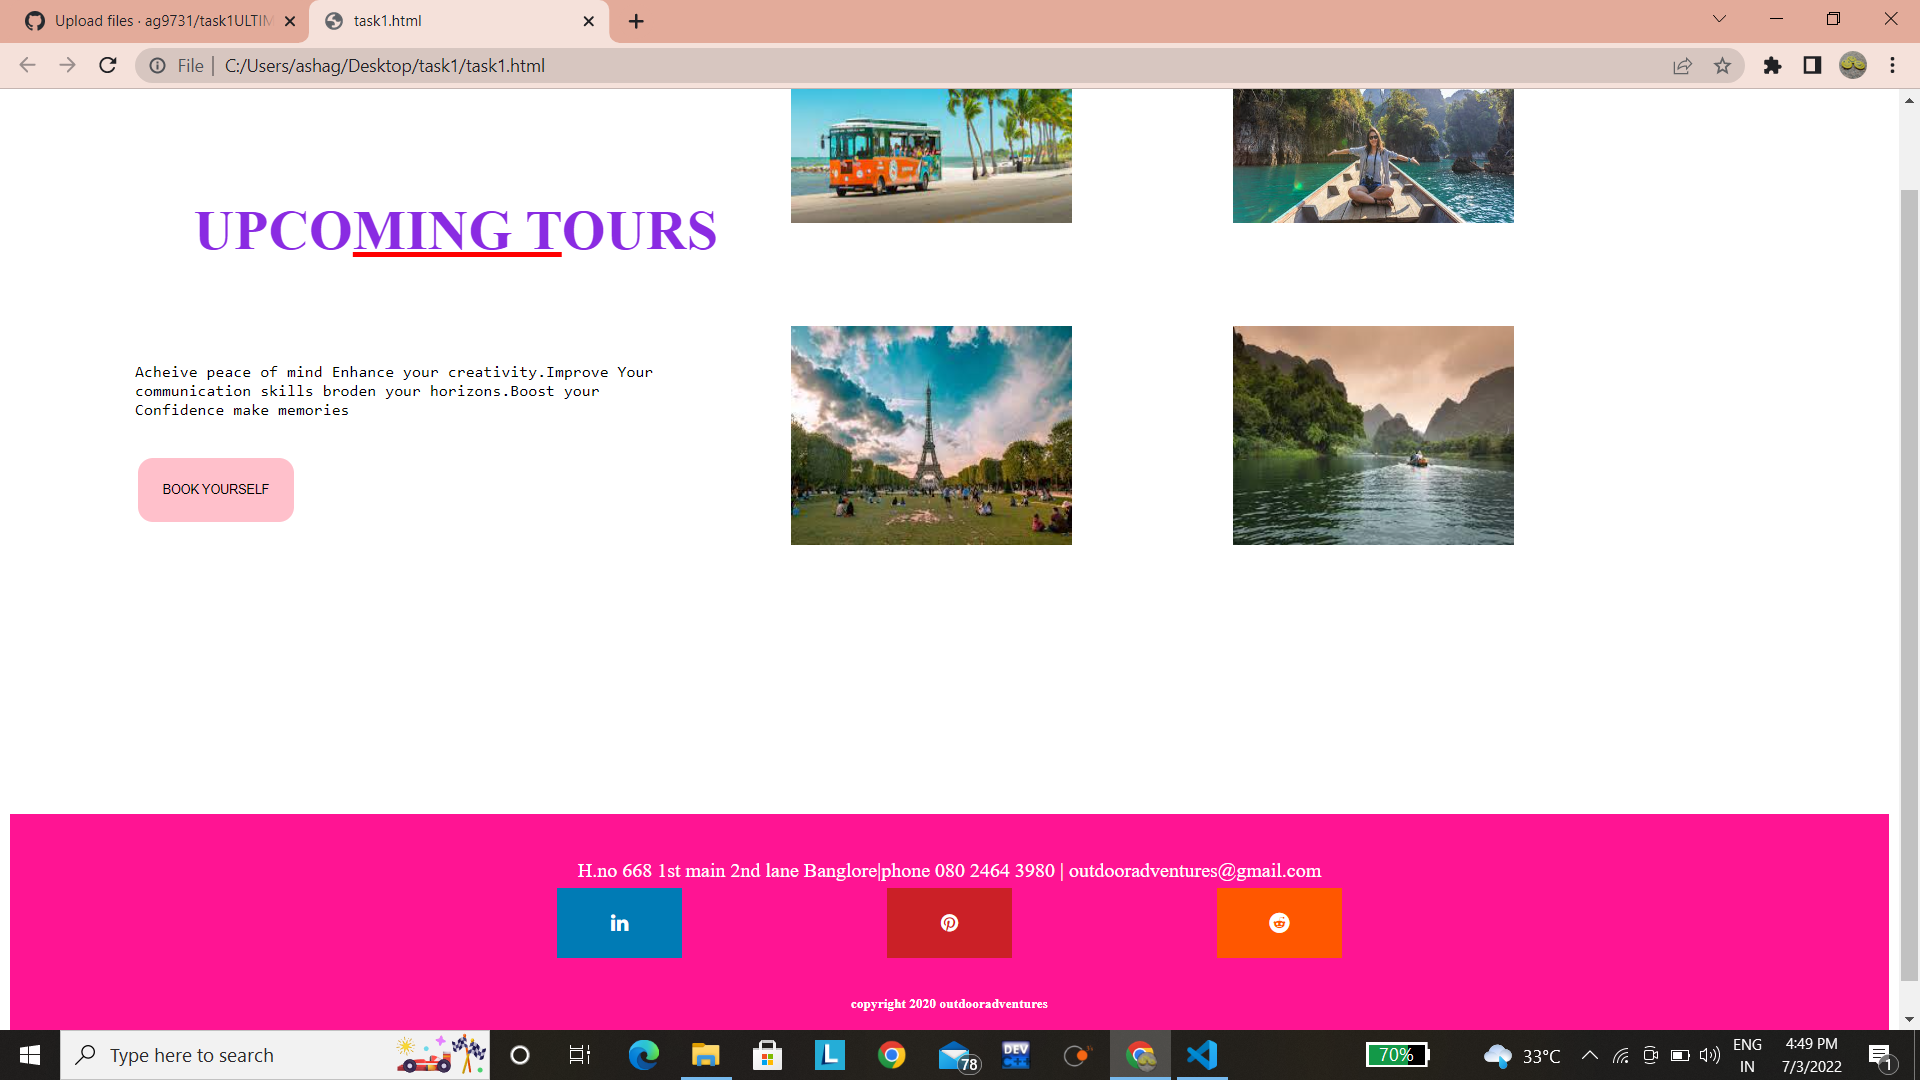 Upload files · ag9731/task1ULTIM
task1.html
File
C:/Users/ashag/Desktop/task1/task1.html
UPCOMING TOURS
Acheive peace of mind Enhance your creativity.Improve Your
communication skills broden your horizons.Boost your
Confidence make memories
BOOK YOURSELF
H.no 668 1st main 2nd lane Banglore|phone 080 2464 3980 | outdooradventures@gmail.com
in
copyright 2020 outdooradventures
Type here to search
L
78
DEV
C++
70%
33°C
ENG
IN
4:49 PM
7/3/2022
1